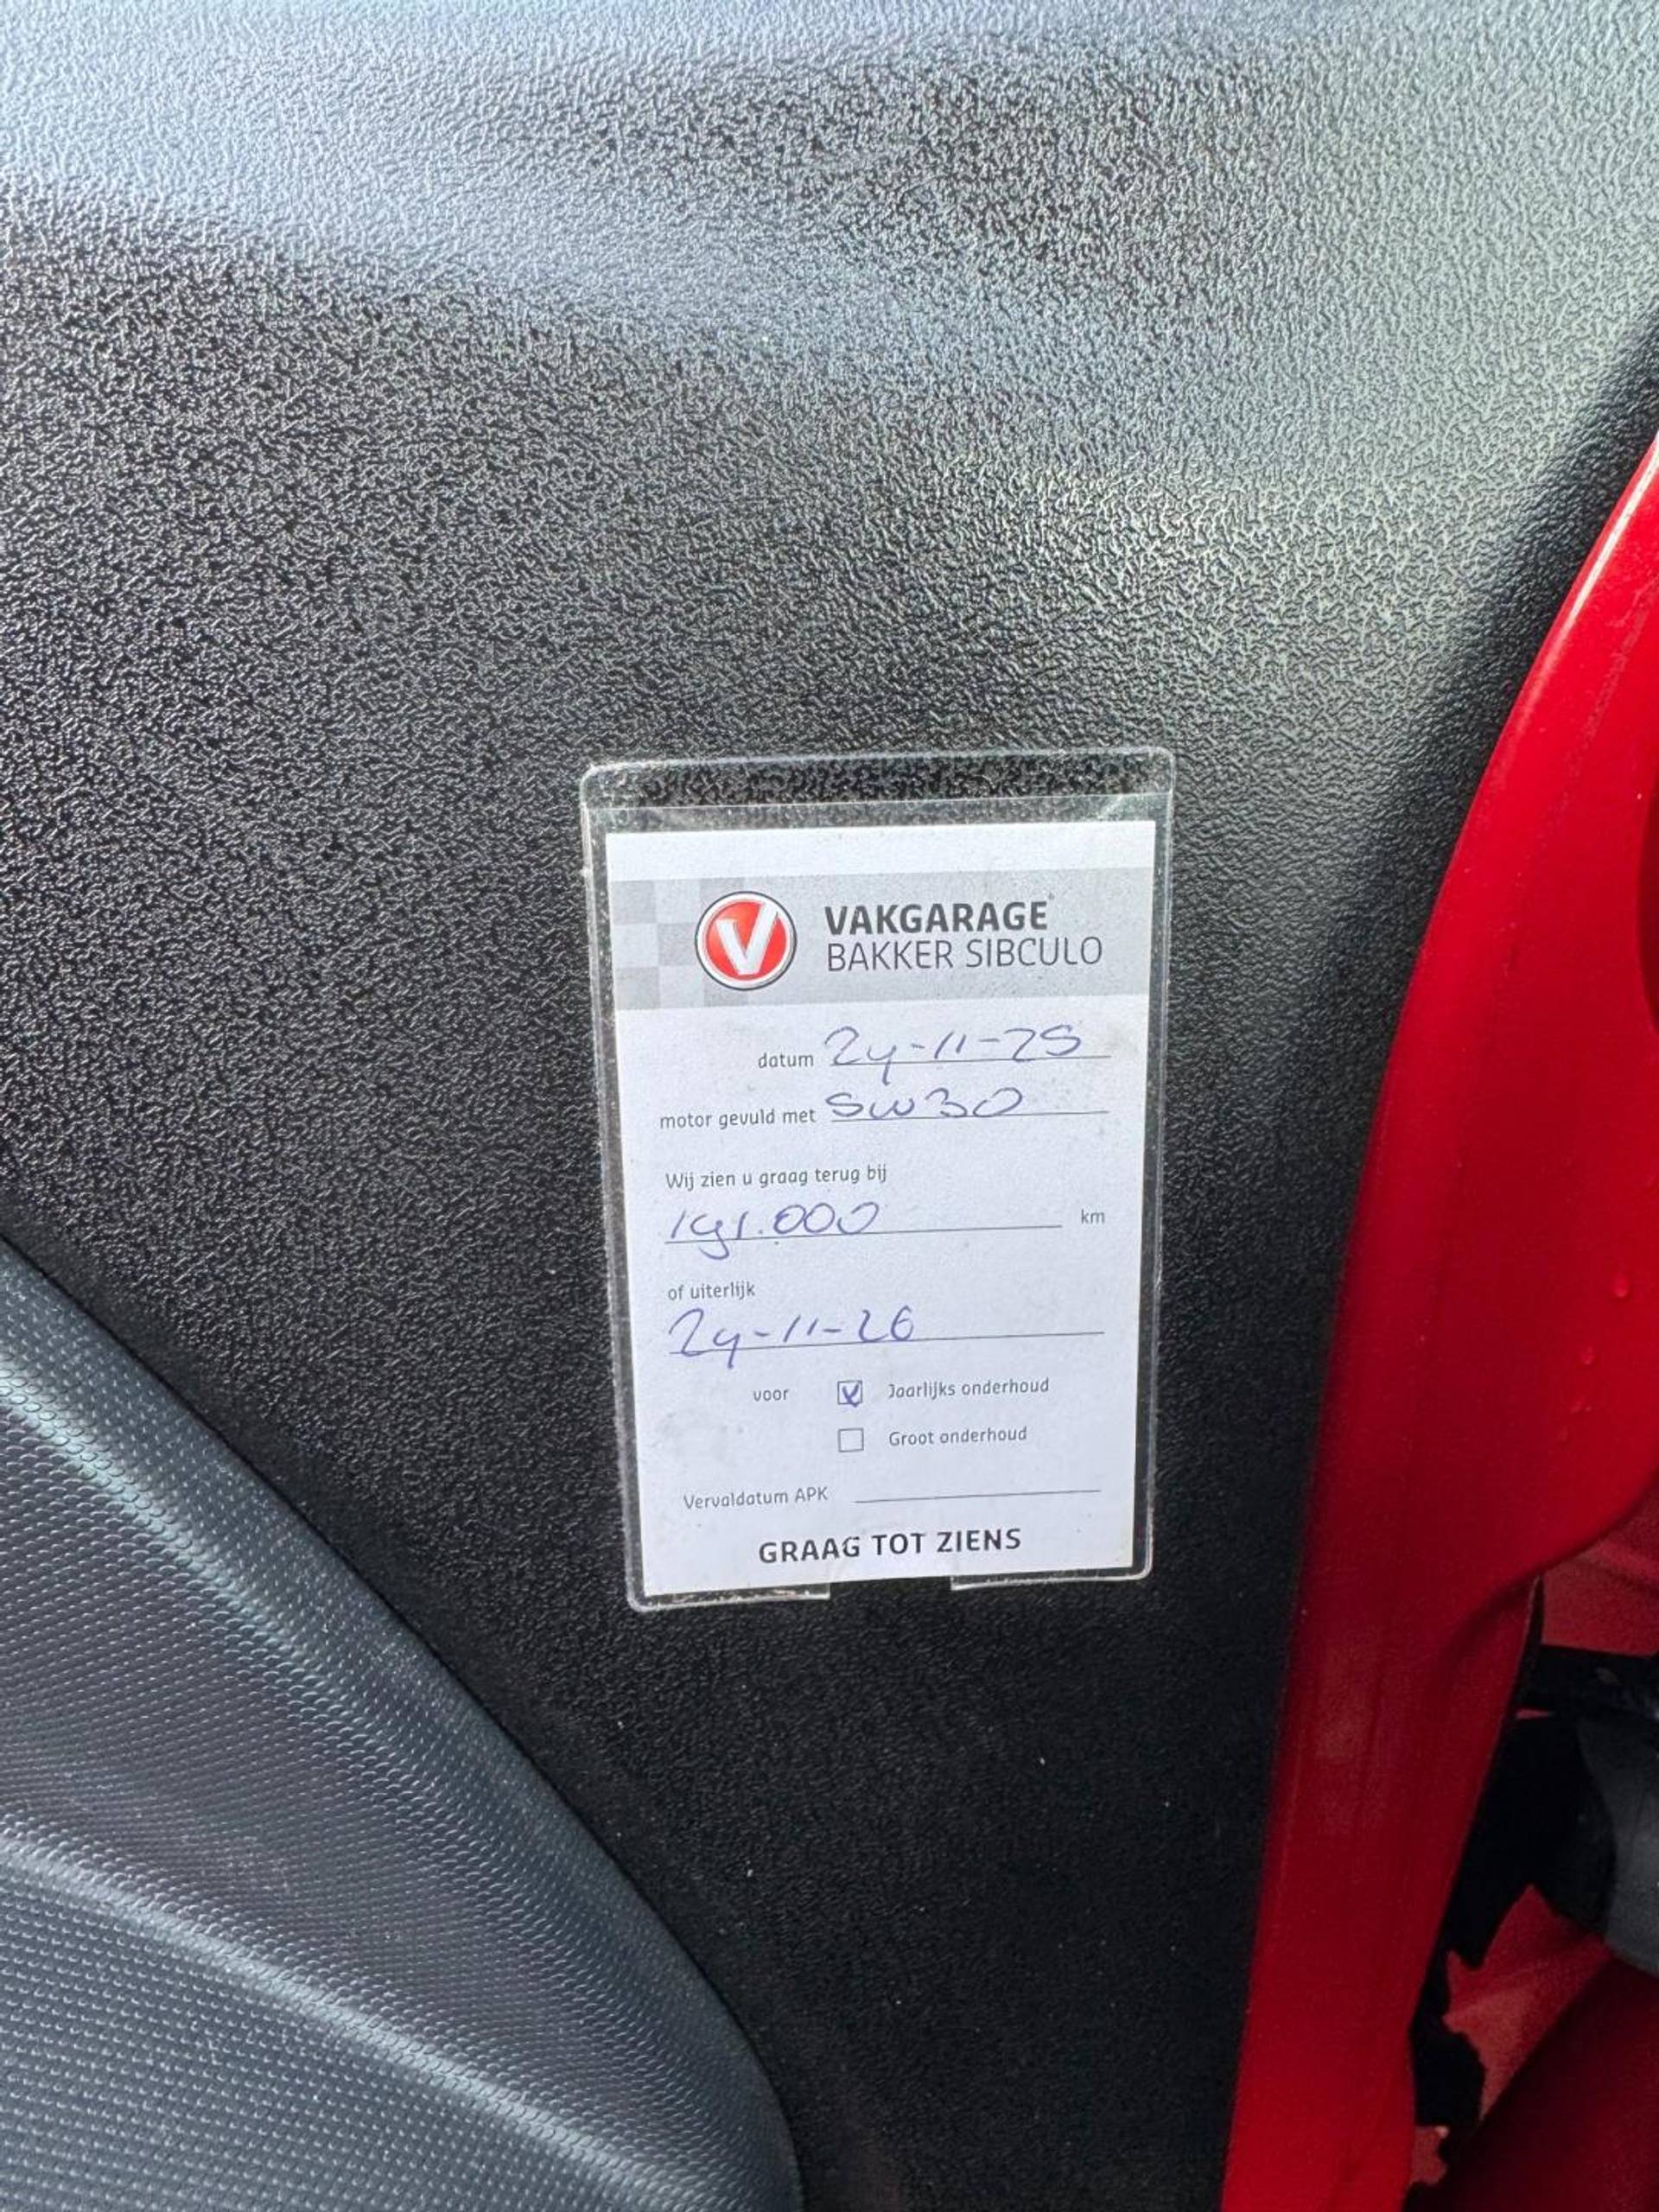 VAKGARAGE
BAKKER SIBCULO
datum 24-11-25
motor gevuld met 5W30
Wij zien u graag terug bij
191.000 km
of uiterlijk
24-11-26
voor Jaarlijks onderhoud
Groot onderhoud
Vervaldatum APK
GRAAG TOT ZIENS